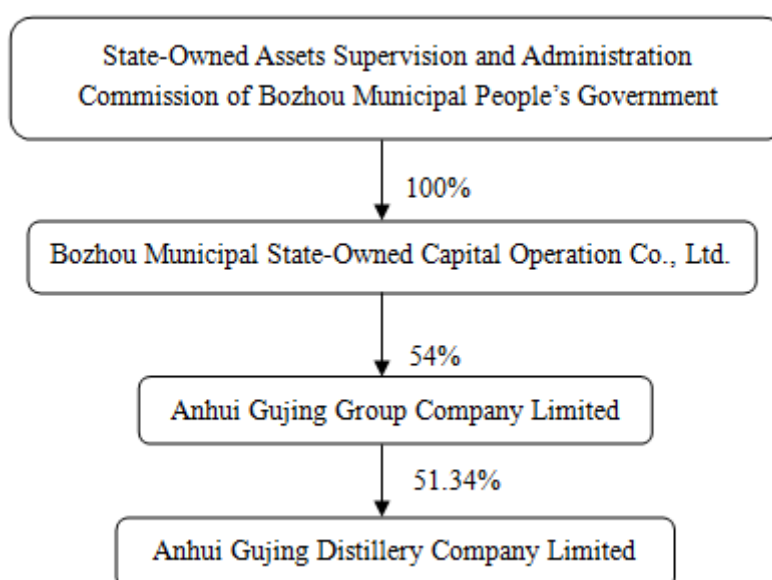 State-Owned Assets Supervision and Administration
Commission of Bozhou Municipal People’s Government
100%
Bozhou Municipal State-Owned Capital Operation Co., Ltd.
54%
Anhui Gujing Group Company Limited
51.34%
Anhui Gujing Distillery Company Limited